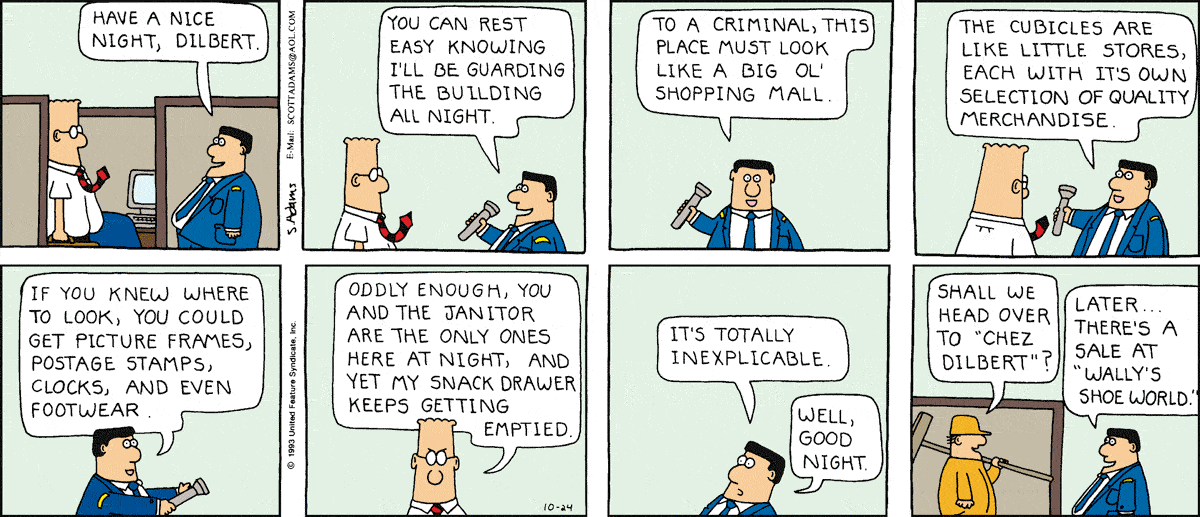 HAVE A NICE
NIGHT, DILBERT.
S. Adams E-Mail: SCOTTADAMS@AOL.COM
YOU CAN REST
EASY KNOWING
I'LL BE GUARDING
THE BUILDING
ALL NIGHT.
TO A CRIMINAL, THIS
PLACE MUST LOOK
LIKE A BIG OL'
SHOPPING MALL.
THE CUBICLES ARE
LIKE LITTLE STORES,
EACH WITH IT'S OWN
SELECTION OF QUALITY
MERCHANDISE.
IF YOU KNEW WHERE
TO LOOK, YOU COULD
GET PICTURE FRAMES,
POSTAGE STAMPS,
CLOCKS, AND EVEN
FOOTWEAR.
© 1993 United Feature Syndicate, Inc.
ODDLY ENOUGH, YOU
AND THE JANITOR
ARE THE ONLY ONES
HERE AT NIGHT, AND
YET MY SNACK DRAWER
KEEPS GETTING
EMPTIED.
10-24
IT'S TOTALLY
INEXPLICABLE.
WELL,
GOOD
NIGHT.
SHALL WE
HEAD OVER
TO "CHEZ
DILBERT"?
LATER...
THERE'S A
SALE AT
"WALLY'S
SHOE WORLD."